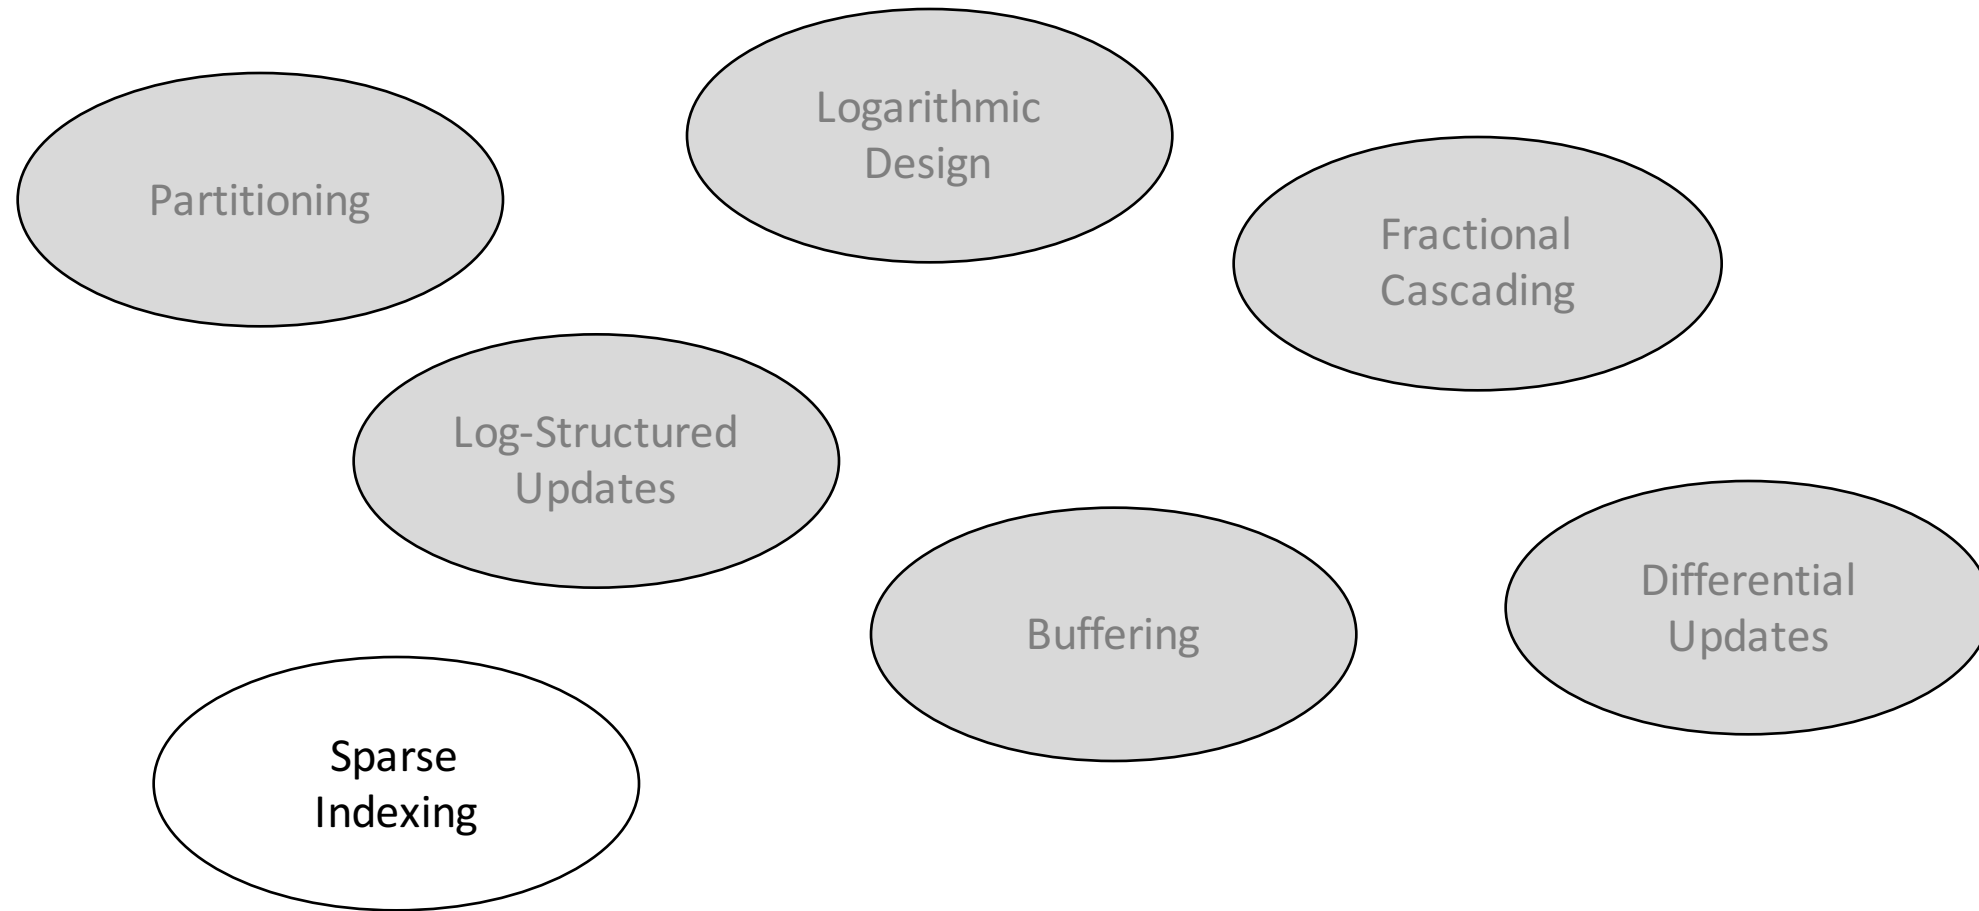 Logarithmic
Design
Partitioning
Fractional
Cascading
Log-Structured
Updates
Buffering
Differential
Updates
Sparse
Indexing